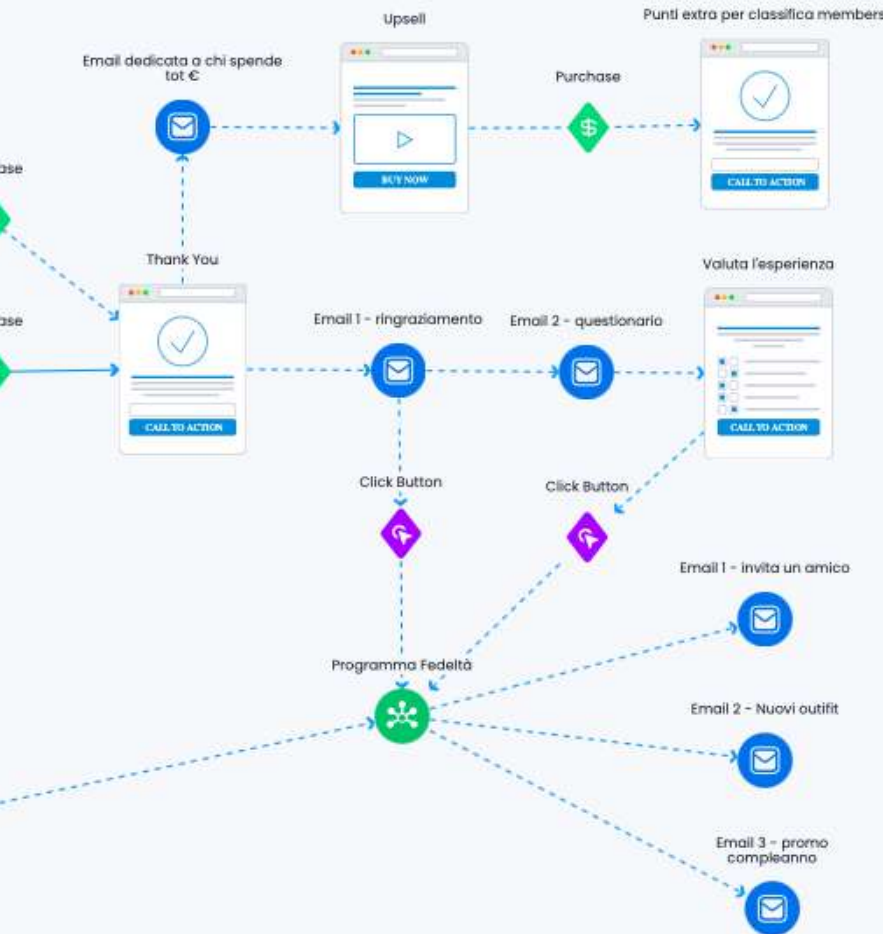 Upsell
Punti extra per classifica members
Email dedicata a chi spende
tot €
Purchase
BUY NOW
CALL TO ACTION
ase
Thank You
Valuta l'esperienza
ase
Email 1 - ringraziamento
Email 2 - questionario
CALL TO ACTION
CALL TO ACTION
Click Button
Click Button
Email 1 - invita un amico
Programma Fedeltà
Email 2 - Nuovi outifit
Email 3 - promo
compleanno